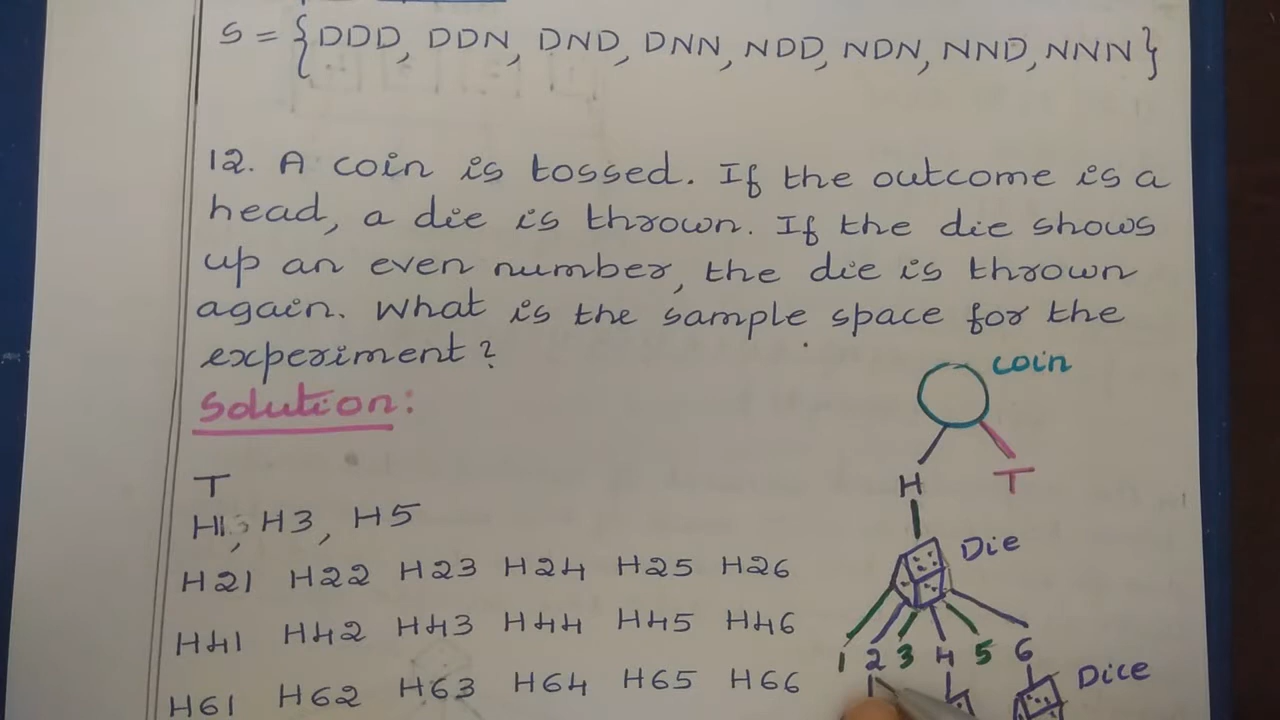 S = {DDD, DDN, DND, DNN, NDD, NDN, NND, NNN}
12. A coin is tossed. If the outcome is a
head, a die is thrown. If the die shows
up an even number, the die is thrown
again. What is the sample space for the
experiment?
Solution:
coin
H T
Die
T
H1, H3, H5
H21 H22 H23 H24 H25 H26
H41 H42 H43 H44 H45 H46
H61 H62 H63 H64 H65 H66
1 2 3 4 5 6
Dice